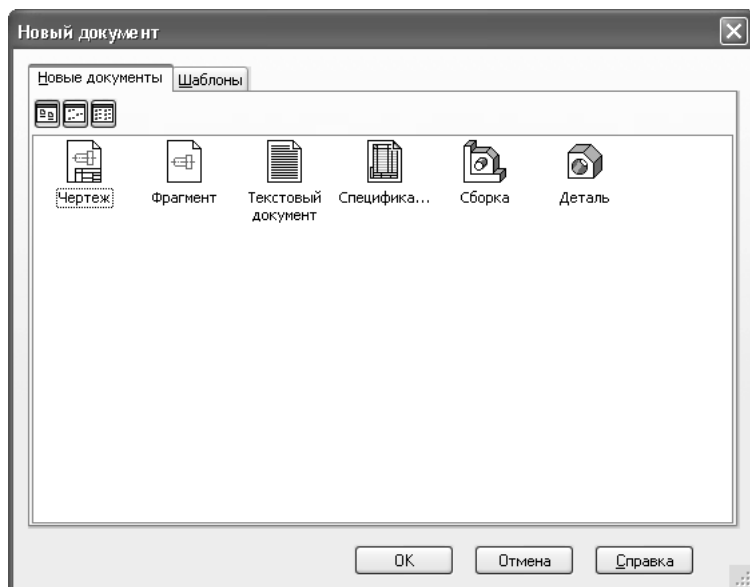 Новый документ
Новые документы Шаблоны
Чертеж Фрагмент Текстовый документ Специфика... Сборка Деталь
OK Отмена Справка